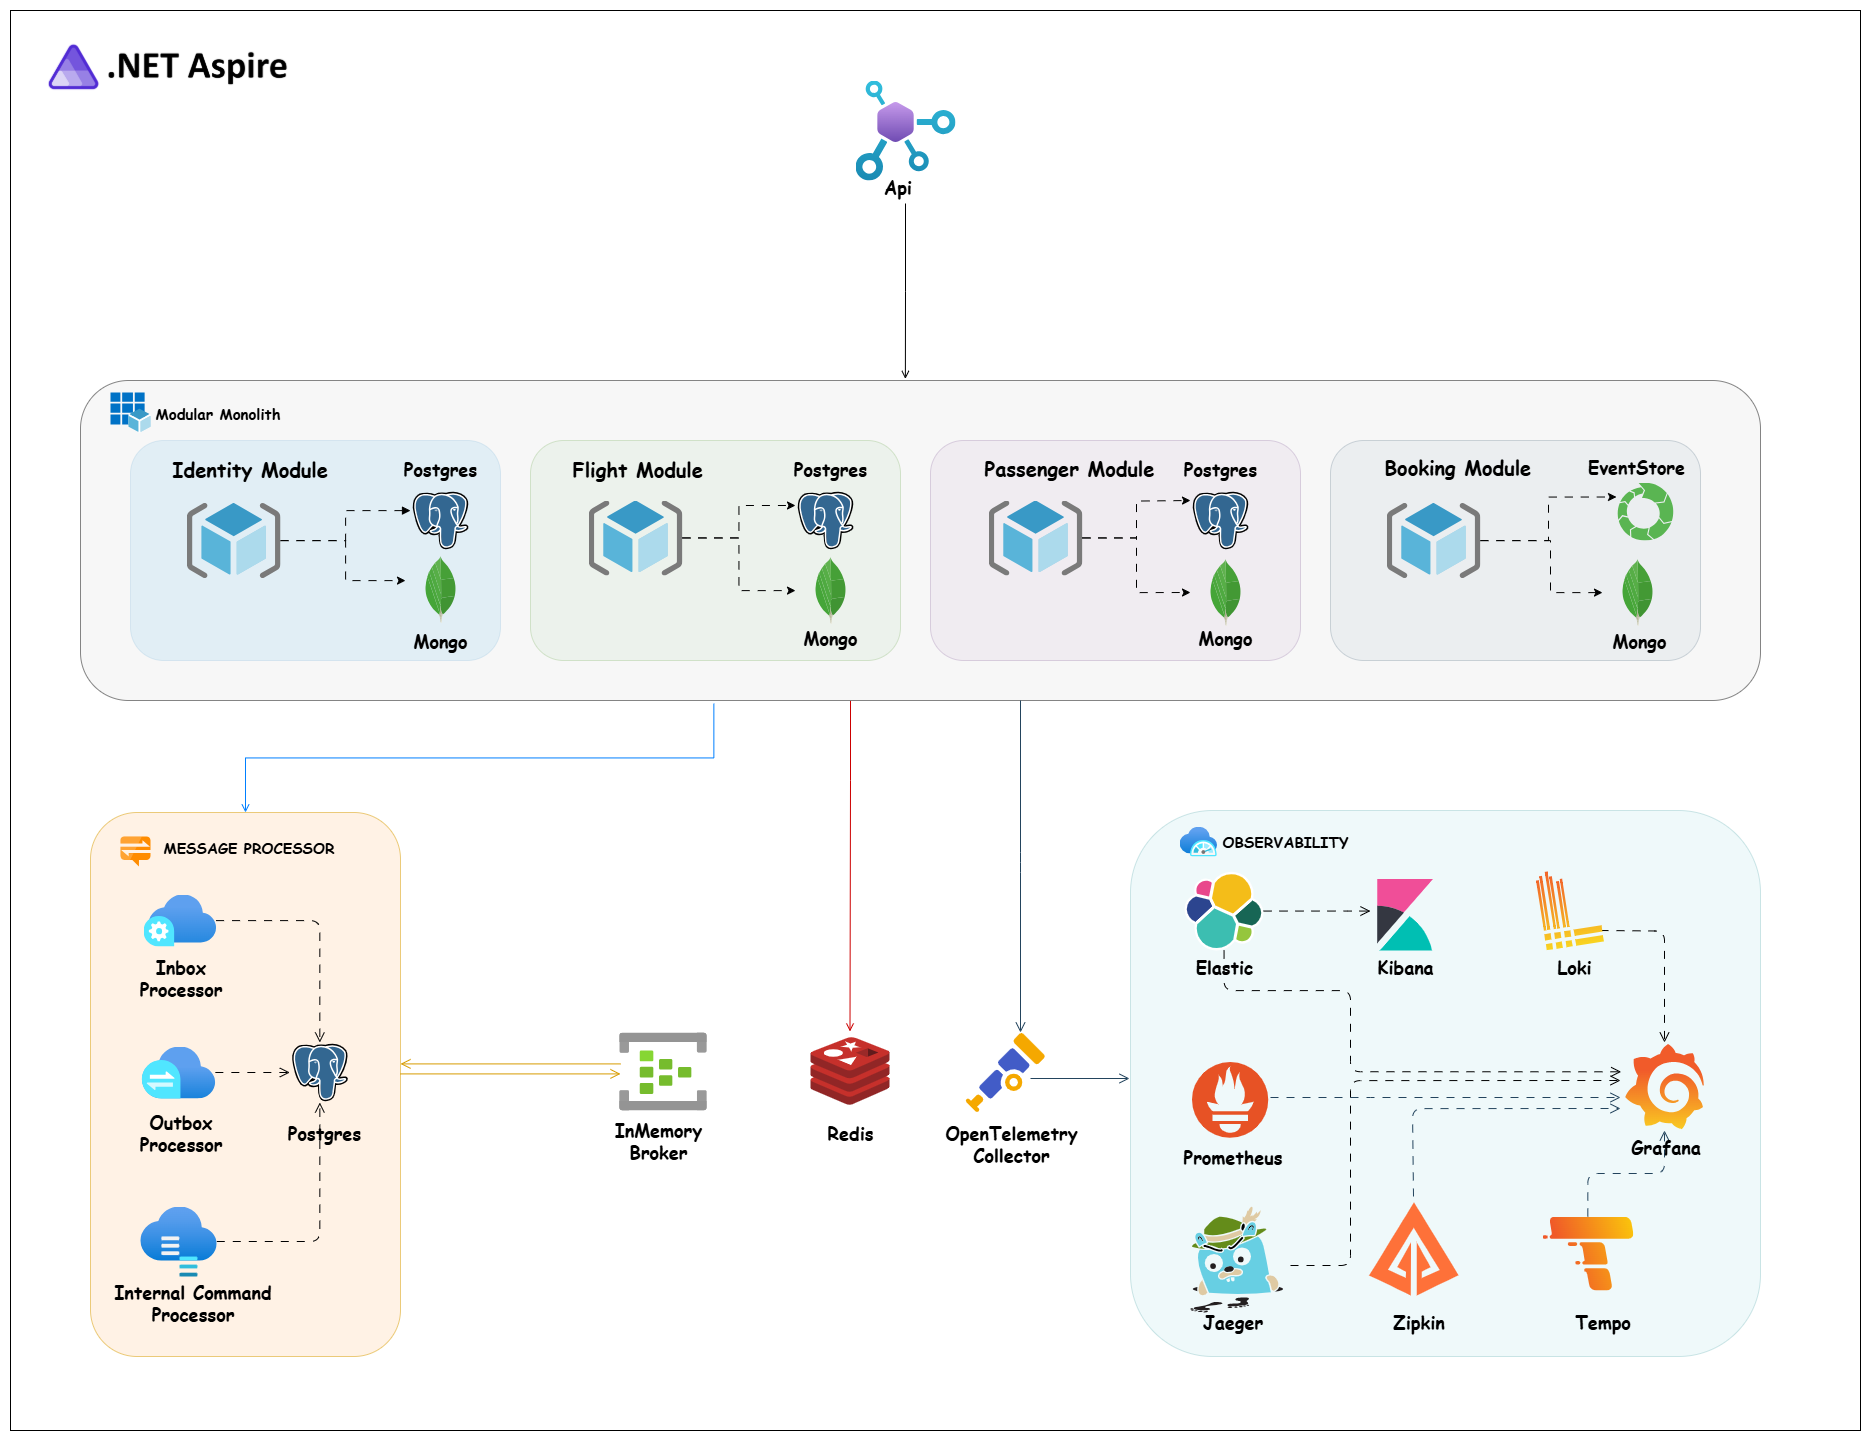 .NET Aspire
Api
Modular Monolith
Identity Module
Postgres
Mongo
Flight Module
Postgres
Mongo
Passenger Module
Postgres
Mongo
Booking Module
EventStore
Mongo
MESSAGE PROCESSOR
Inbox
Processor
Outbox
Processor
Postgres
Internal Command
Processor
InMemory
Broker
Redis
OpenTelemetry
Collector
OBSERVABILITY
Elastic
Kibana
Loki
Prometheus
Grafana
Jaeger
Zipkin
Tempo